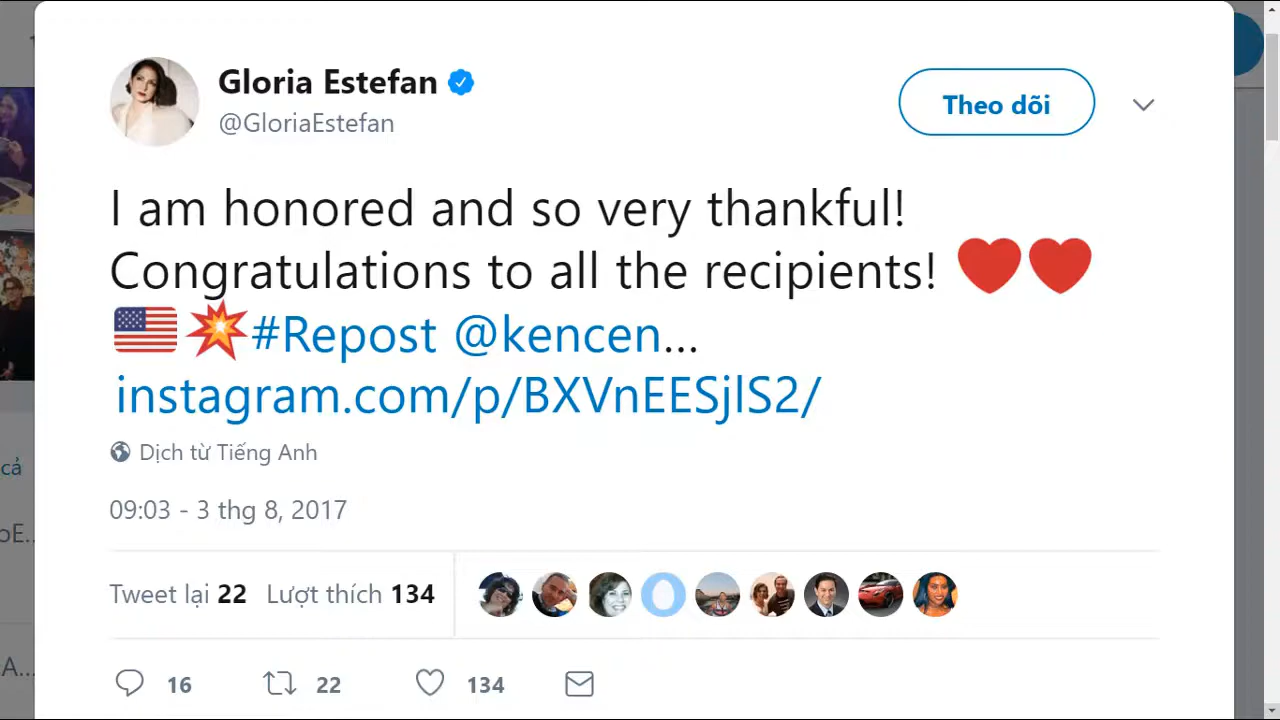 Gloria Estefan
@GloriaEstefan
Theo dõi
I am honored and so very thankful!
Congratulations to all the recipients! ❤️❤️
🇺🇸💥#Repost @kencen…
instagram.com/p/BXVnEESjlS2/
Dịch từ Tiếng Anh
09:03 - 3 thg 8, 2017
Tweet lại 22 Lượt thích 134
16 22 134
cả